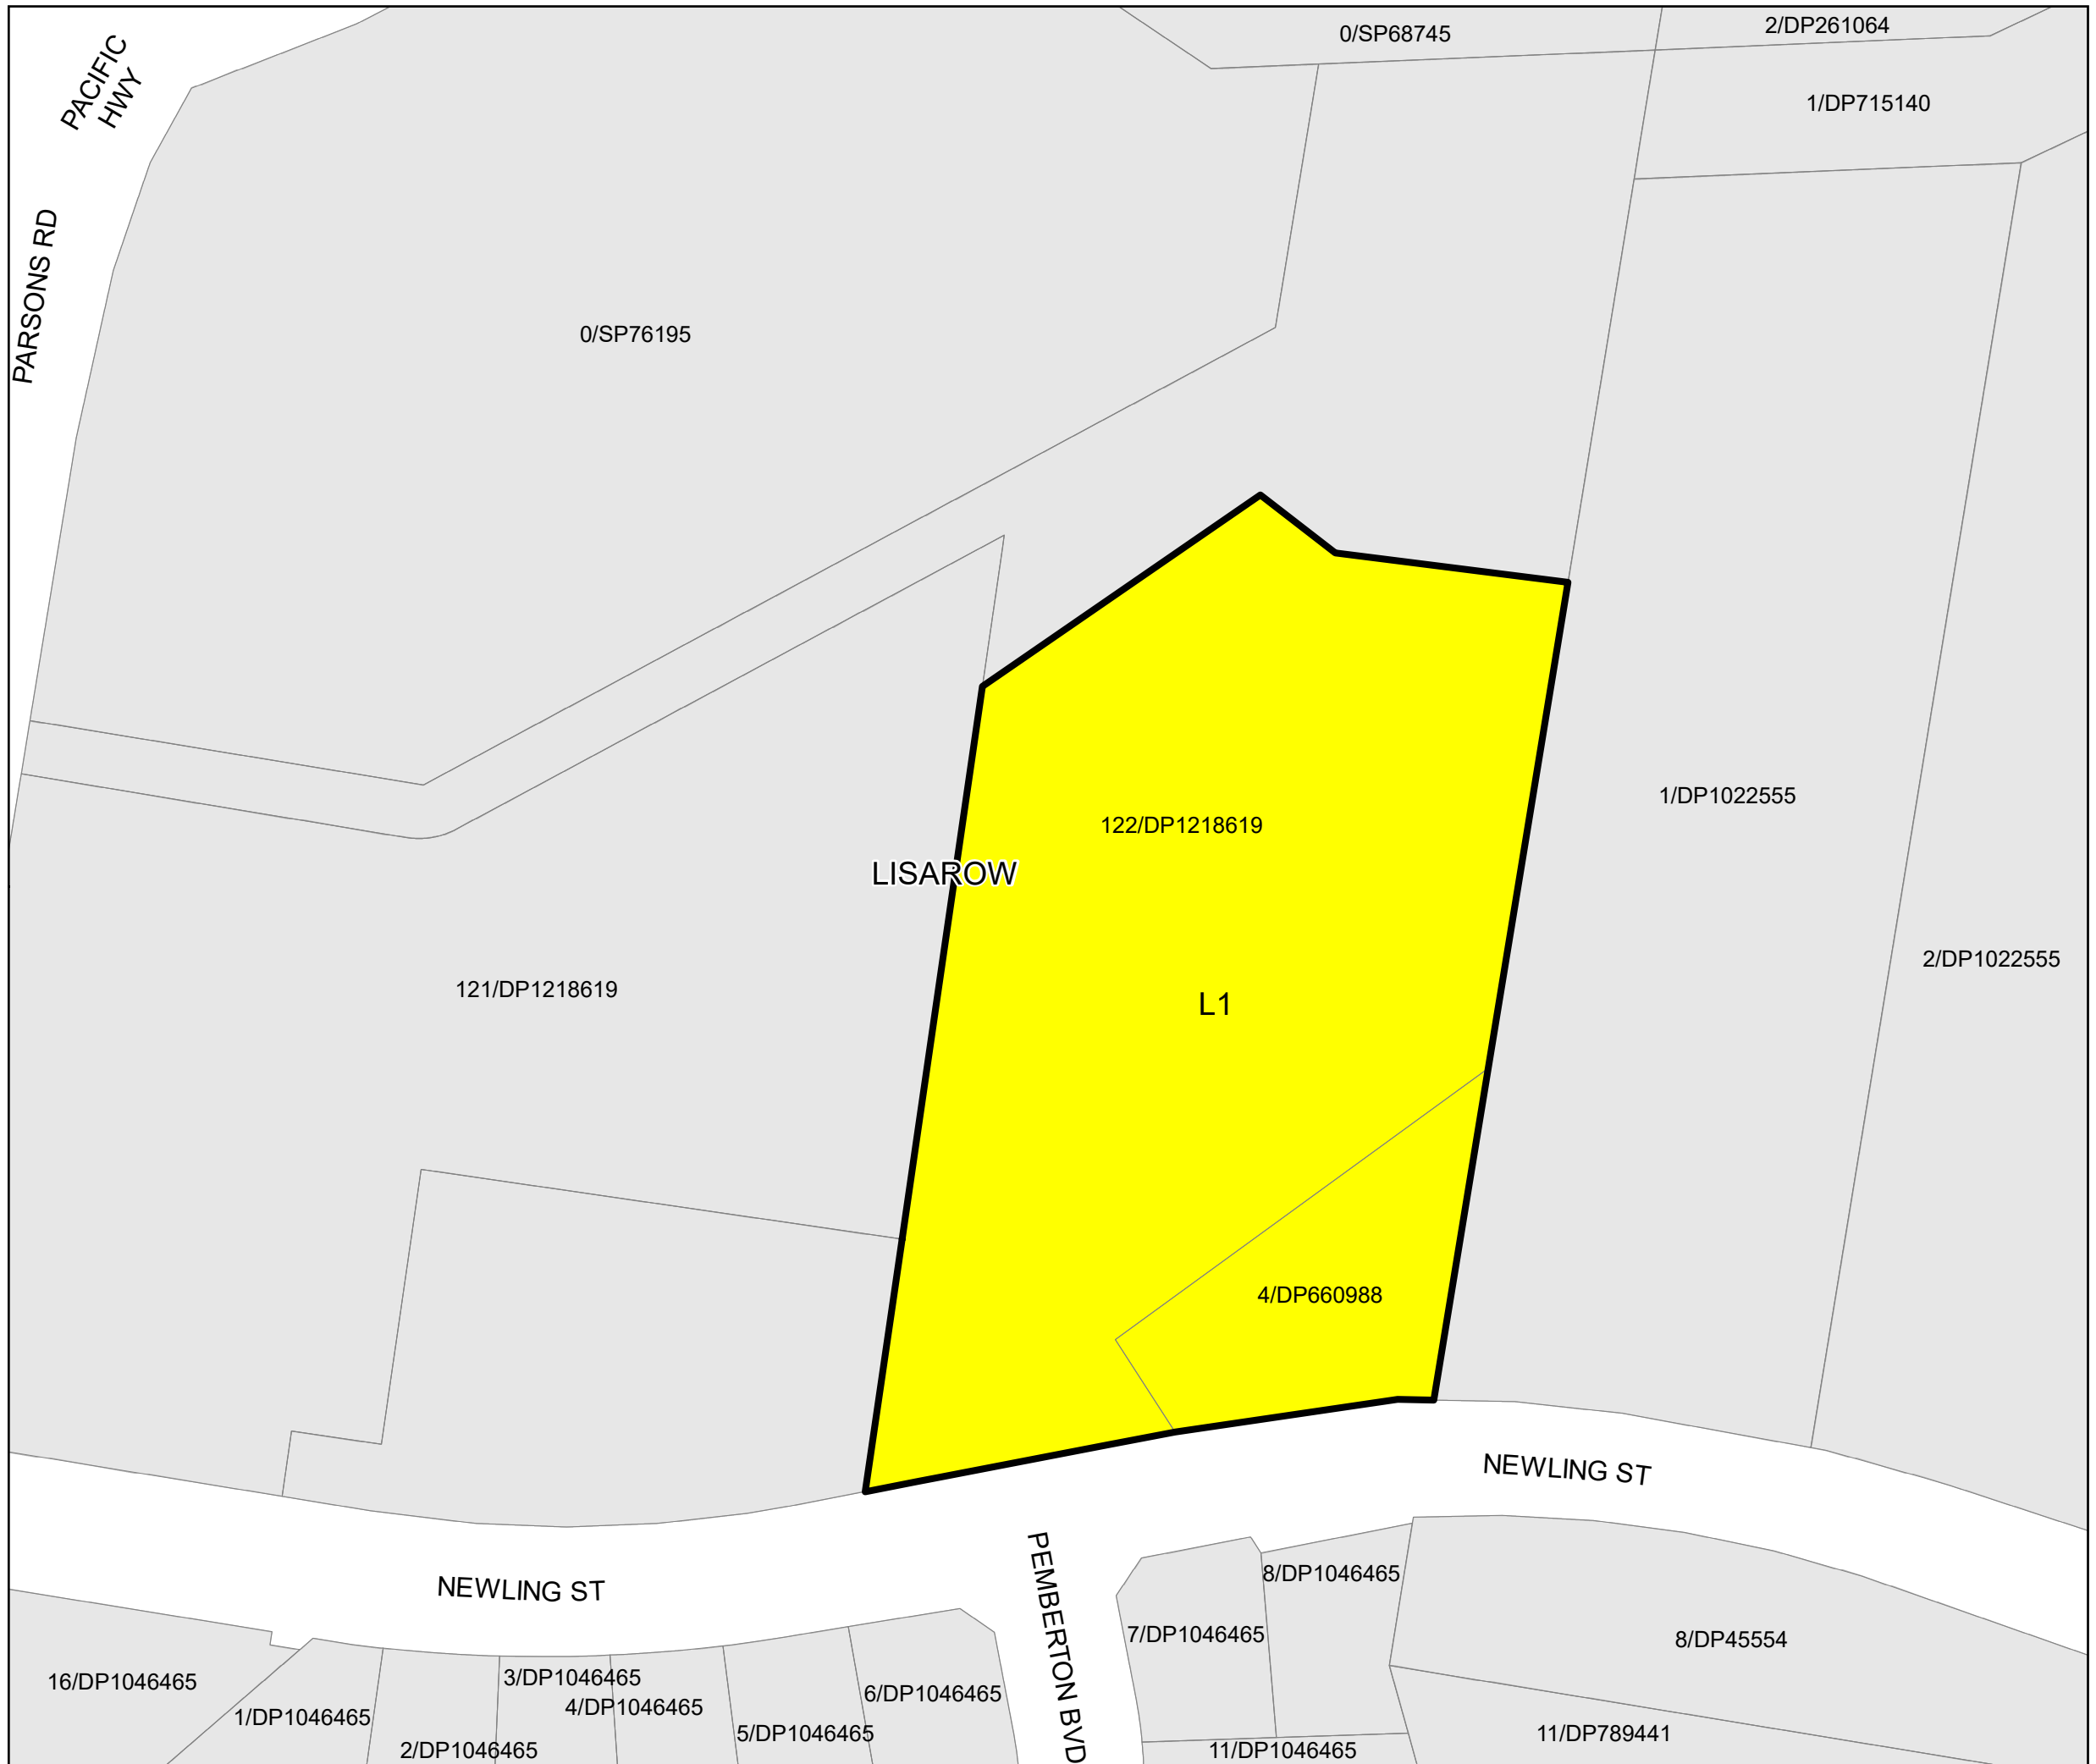 0/SP68745
2/DP261064
PACIFIC
HWY
1/DP715140
PARSONS RD
0/SP76195
1/DP1022555
122/DP1218619
LISAROW
2/DP1022555
121/DP1218619
L1
4/DP660988
NEWLING ST
NEWLING ST
PEMBERTON BVD
8/DP1046465
7/DP1046465
8/DP45554
16/DP1046465
3/DP1046465
6/DP1046465
4/DP1046465
1/DP1046465
5/DP1046465
11/DP789441
2/DP1046465
11/DP1046465